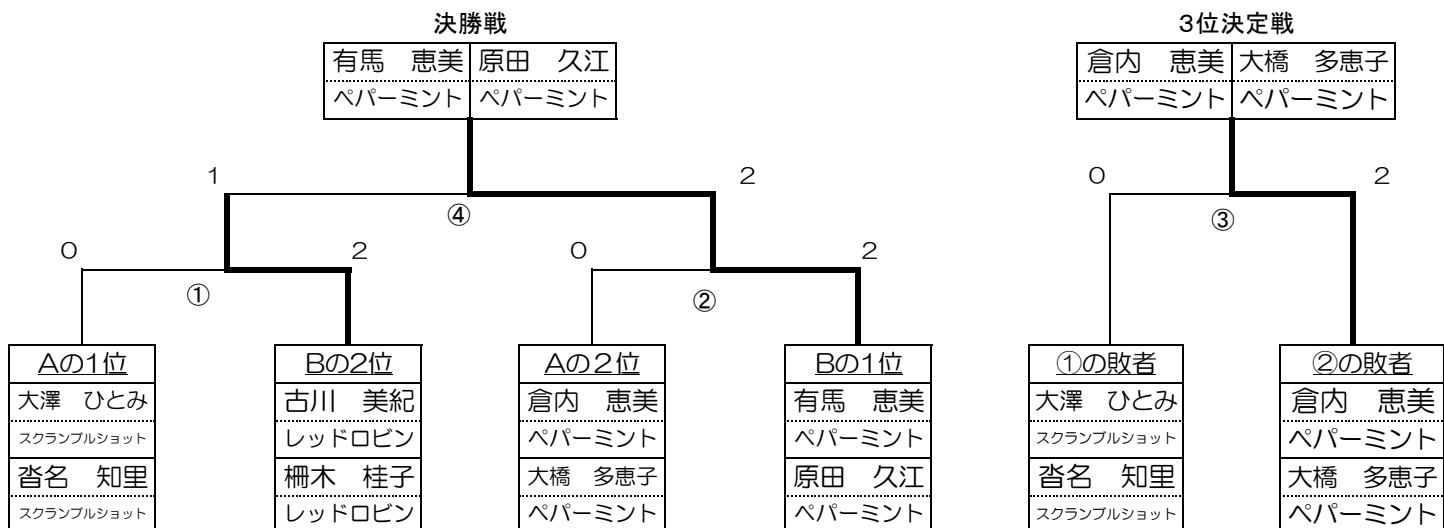 決勝戦 3位決定戦
有馬　恵美 原田　久江 倉内　恵美 大橋　多恵子
ペパーミント ペパーミント ペパーミント ペパーミント
1 2 0 2
④ ③
0 2 0 2
① ②
Aの1位 Bの2位 Aの2位 Bの1位 ①の敗者 ②の敗者
大澤　ひとみ 古川　美紀 倉内　恵美 有馬　恵美 大澤　ひとみ 倉内　恵美
スクランブルショット レッドロビン ペパーミント ペパーミント スクランブルショット ペパーミント
沓名　知里 柵木　桂子 大橋　多恵子 原田　久江 沓名　知里 大橋　多恵子
スクランブルショット レッドロビン ペパーミント ペパーミント スクランブルショット ペパーミント